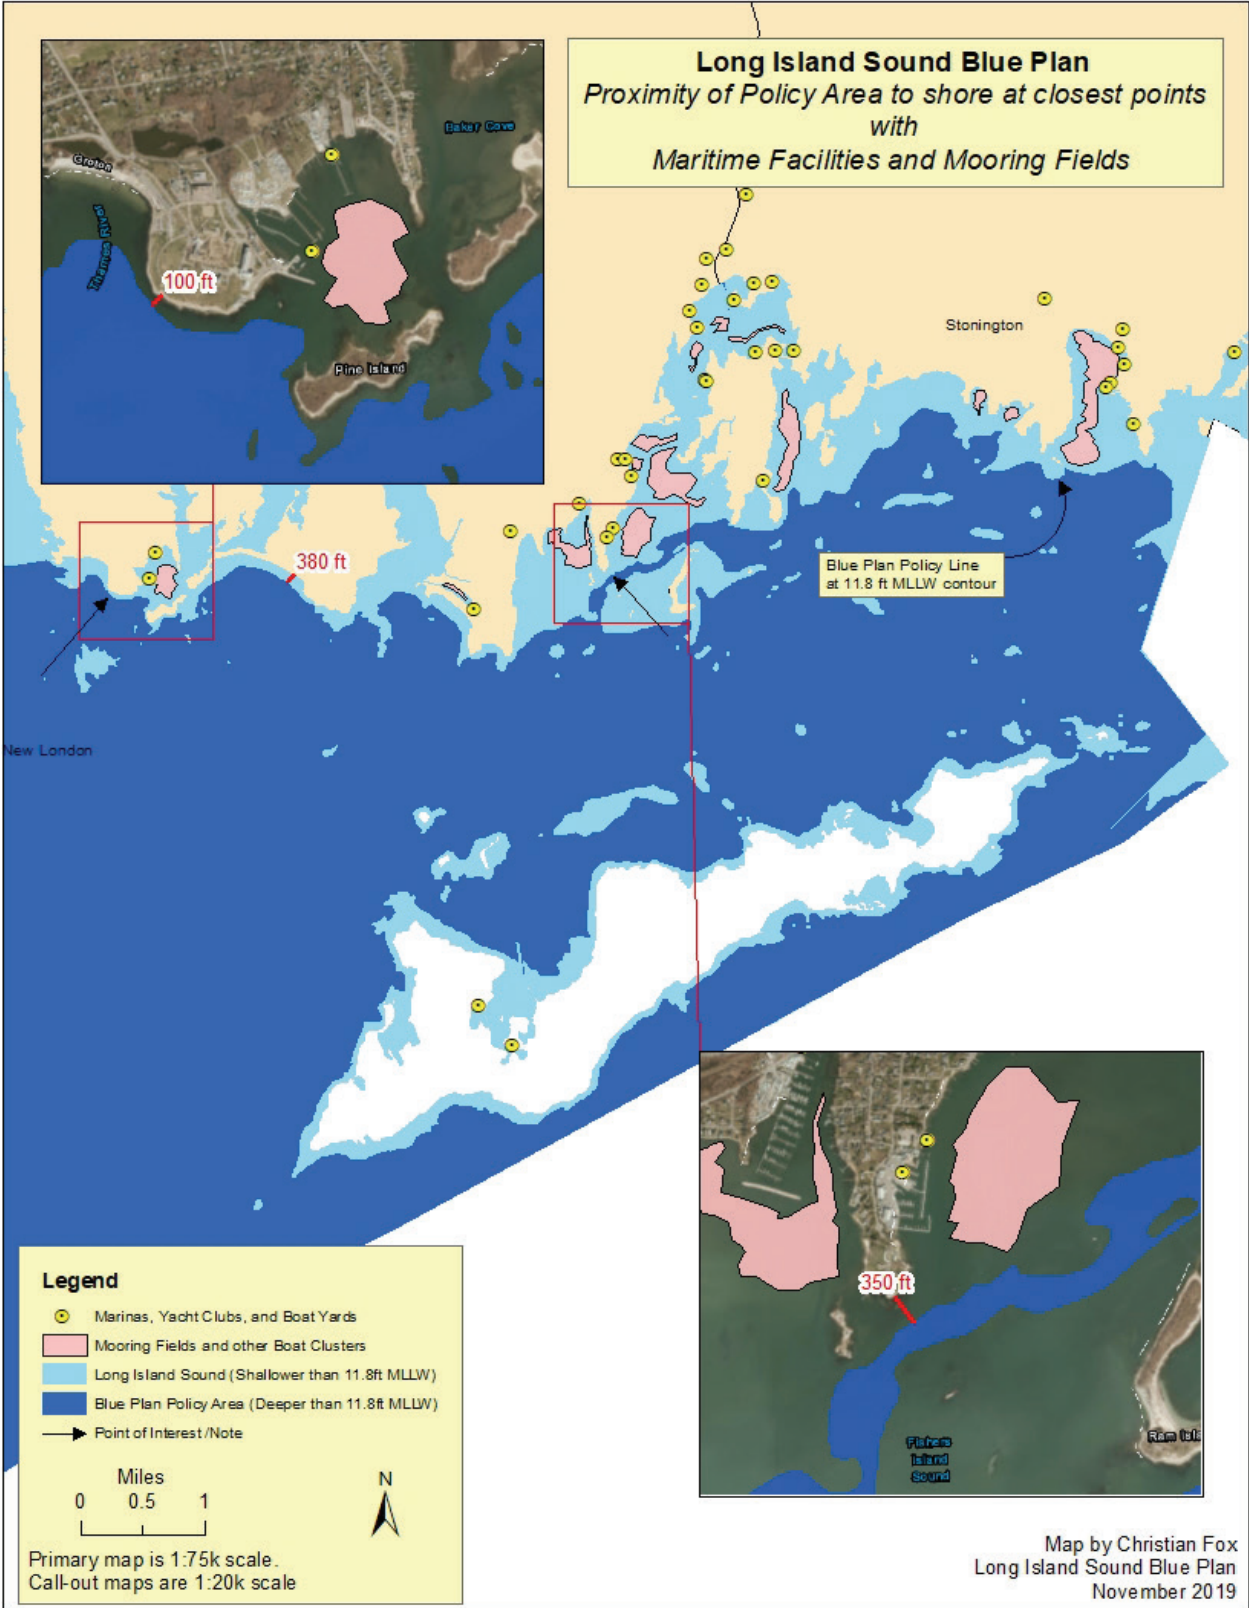 Long Island Sound Blue Plan
Proximity of Policy Area to shore at closest points
with
Maritime Facilities and Mooring Fields
Baker Cove
Groton
Thames River
100 ft
Pine Island
Stonington
380 ft
Blue Plan Policy Line
at 11.8 ft MLLW contour
New London
350 ft
Fishers
Island
Sound
Ram Isla
Legend
Marinas, Yacht Clubs, and Boat Yards
Mooring Fields and other Boat Clusters
Long Island Sound (Shallower than 11.8ft MLLW)
Blue Plan Policy Area (Deeper than 11.8ft MLLW)
Point of Interest /Note
Miles
0 0.5 1
N
Primary map is 1:75k scale.
Call-out maps are 1:20k scale
Map by Christian Fox
Long Island Sound Blue Plan
November 2019